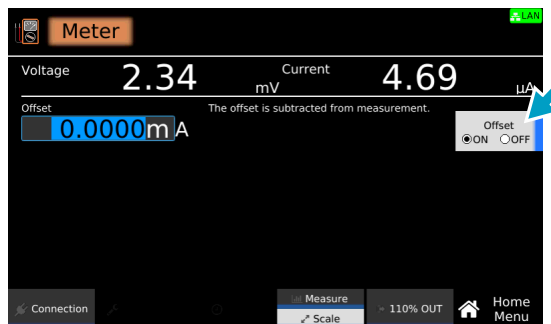 LAN
Meter
Voltage 2.34 mV Current 4.69 µA
Offset The offset is subtracted from measurement.
0.0000m A
Offset
ON OFF
Measure
Connection 110% OUT Home
Scale Menu